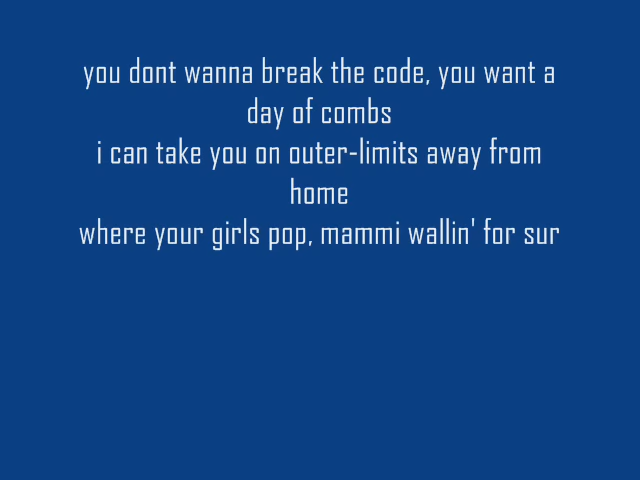 you dont wanna break the code, you want a
day of combs
i can take you on outer-limits away from
home
where your girls pop, mammi wallin' for sur